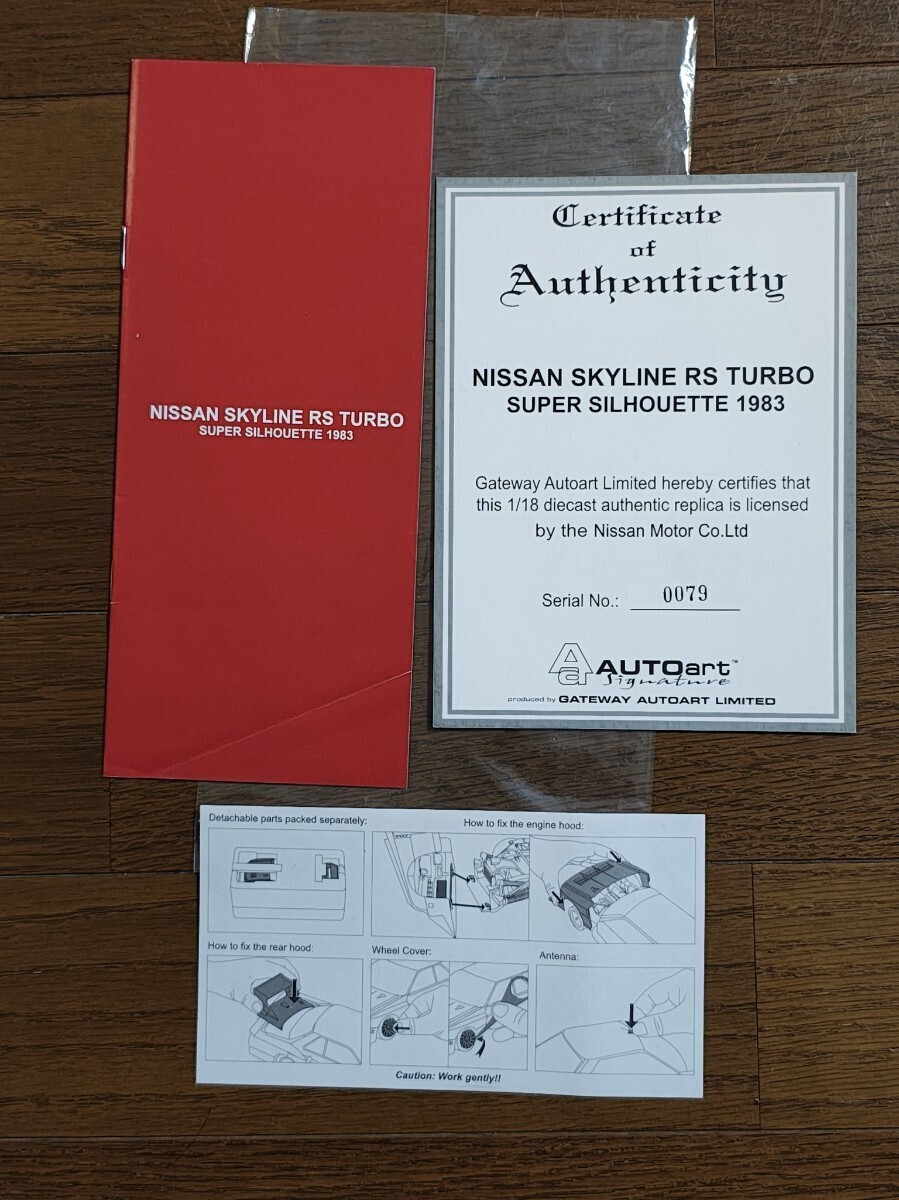 NISSAN SKYLINE RS TURBO
SUPER SILHOUETTE 1983
Certificate
of
Authenticity
NISSAN SKYLINE RS TURBO
SUPER SILHOUETTE 1983
Gateway Autoart Limited hereby certifies that
this 1/18 diecast authentic replica is licensed
by the Nissan Motor Co.Ltd
Serial No.: 0079
Aa AUTOart™
Signature
produced by GATEWAY AUTOART LIMITED
Detachable parts packed separately:
How to fix the engine hood:
How to fix the rear hood:
Wheel Cover:
Antenna:
Caution: Work gently!!